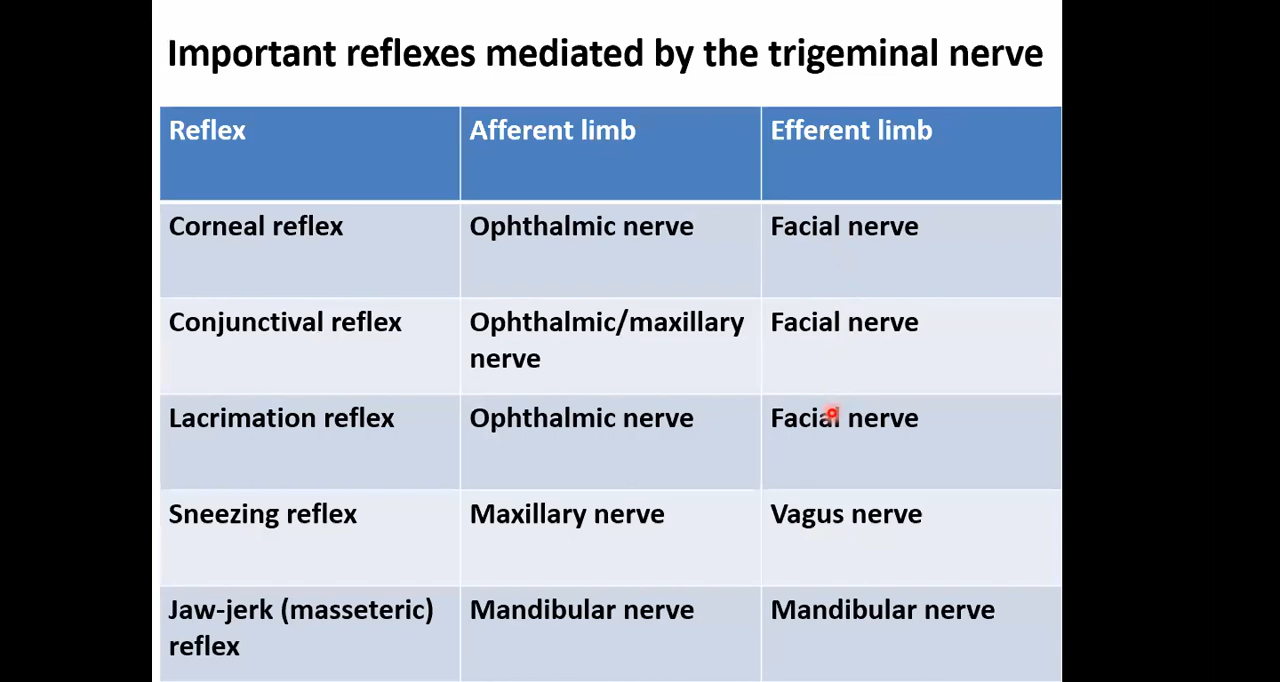 Important reflexes mediated by the trigeminal nerve
Reflex
Afferent limb
Efferent limb
Corneal reflex
Ophthalmic nerve
Facial nerve
Conjunctival reflex
Ophthalmic/maxillary
nerve
Facial nerve
Lacrimation reflex
Ophthalmic nerve
Facial nerve
Sneezing reflex
Maxillary nerve
Vagus nerve
Jaw-jerk (masseteric)
reflex
Mandibular nerve
Mandibular nerve